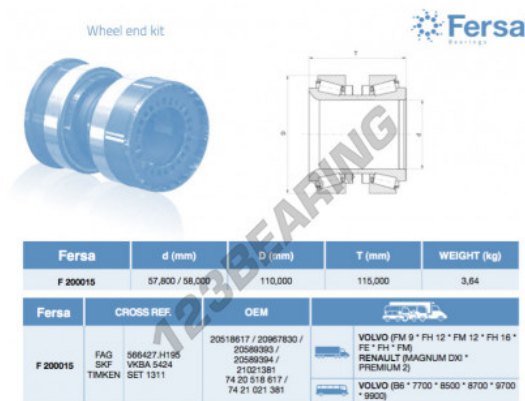 Wheel end kit
Fersa
Bearings
T
D
d
123BEARING
Fersa d (mm) D (mm) T (mm) WEIGHT (kg)
F 200015 57,800 / 58,000 110,000 115,000 3,64
Fersa CROSS REF. OEM
F 200015
FAG 566427.H195
SKF VKBA 5424
TIMKEN SET 1311
20518617 / 20967830 /
20589393 /
20589394 /
21021381
74 20 518 617 /
74 21 021 381
VOLVO (FM 9 * FH 12 * FM 12 * FH 16 *
FE * FH * FM)
RENAULT (MAGNUM DXI *
PREMIUM 2)
VOLVO (B6 * 7700 * 8500 * 8700 * 9700
* 9900)